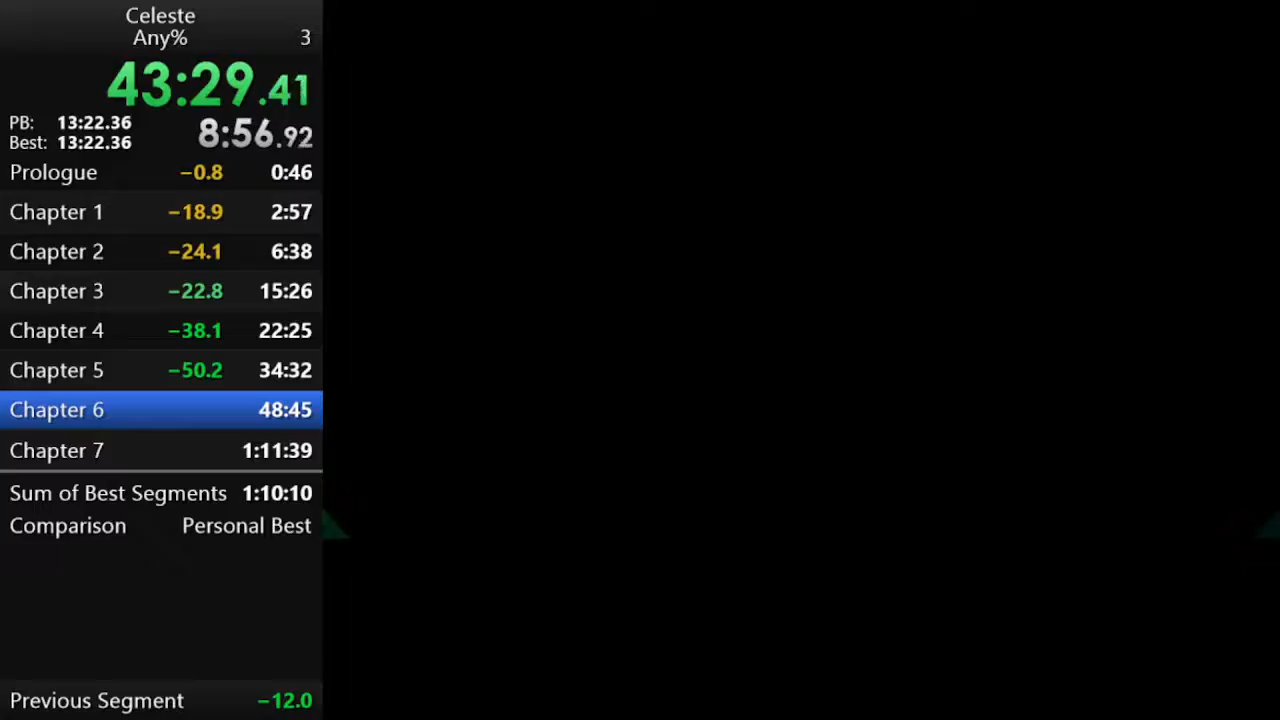 Celeste
Any% 3
43:29.41
PB: 13:22.36
8:56.92
Best: 13:22.36
Prologue −0.8 0:46
Chapter 1 −18.9 2:57
Chapter 2 −24.1 6:38
Chapter 3 −22.8 15:26
Chapter 4 −38.1 22:25
Chapter 5 −50.2 34:32
Chapter 6 48:45
Chapter 7 1:11:39
Sum of Best Segments 1:10:10
Comparison Personal Best
Previous Segment −12.0